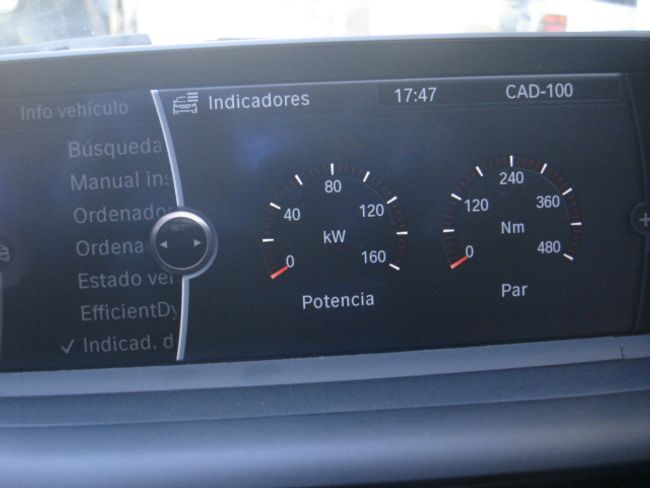 Info vehículo
Indicadores
17:47
CAD-100
Búsqueda
Manual ins
Ordenador
Ordena
Estado ve
EfficientDy
✓ Indicad. d
0
40
80
120
160
kW
Potencia
0
120
240
360
480
Nm
Par
+